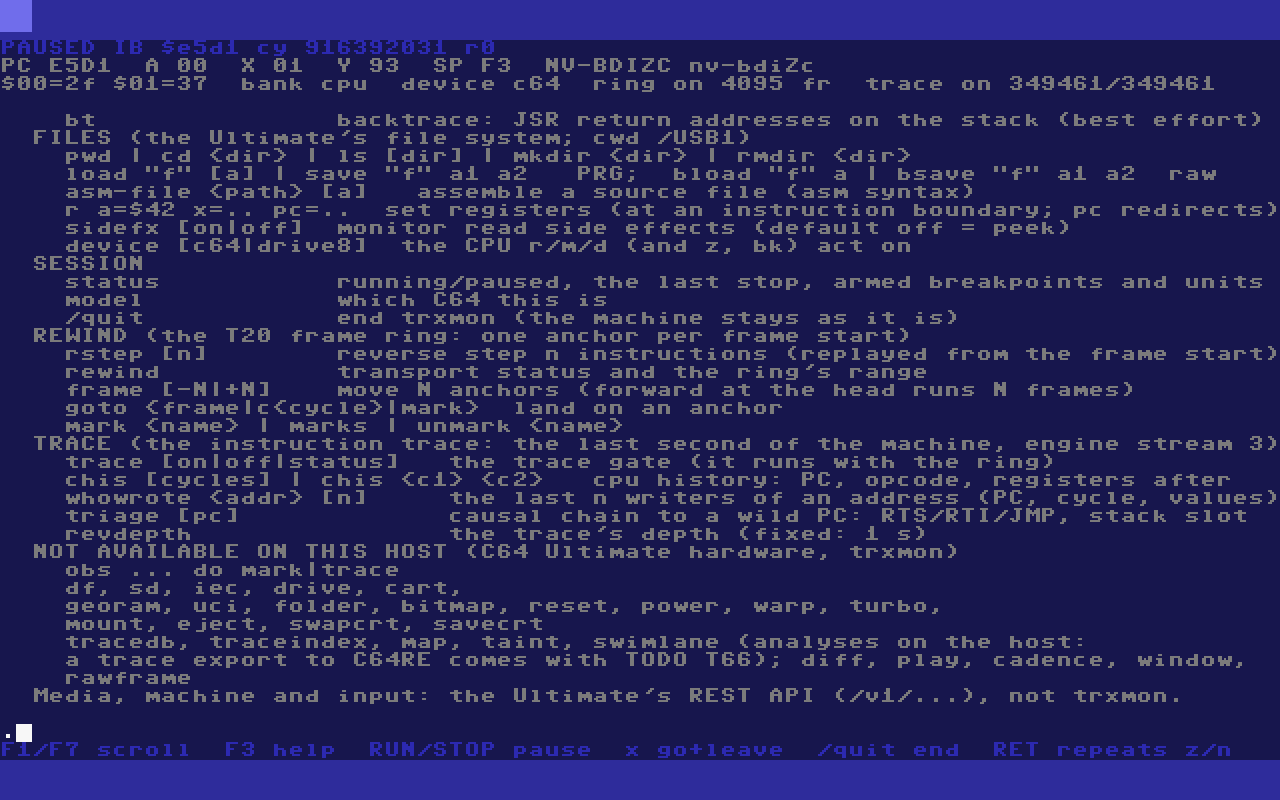 PAUSED IB $e5d1 cy 916392031 r0
PC E5D1  A 00  X 01  Y 93  SP F3  NV-BDIZC nv-bdiZc
$00=2f $01=37  bank cpu  device c64  ring on 4095 fr  trace on 349461/349461
bt               backtrace: JSR return addresses on the stack (best effort)
FILES (the Ultimate's file system; cwd /USB1)
pwd | cd <dir> | ls [dir] | mkdir <dir> | rmdir <dir>
load "f" [a] | save "f" a1 a2   PRG;  bload "f" a | bsave "f" a1 a2  raw
asm-file <path> [a]   assemble a source file (asm syntax)
r a=$42 x=.. pc=..  set registers (at an instruction boundary; pc redirects)
sidefx [on|off]  monitor read side effects (default off = peek)
device [c64|drive8]  the CPU r/m/d (and z, bk) act on
SESSION
status           running/paused, the last stop, armed breakpoints and units
model            which C64 this is
/quit            end trxmon (the machine stays as it is)
REWIND (the T20 frame ring: one anchor per frame start)
rstep [n]        reverse step n instructions (replayed from the frame start)
rewind           transport status and the ring's range
frame [-N|+N]    move N anchors (forward at the head runs N frames)
goto <frame|c<cycle>|mark>  land on an anchor
mark <name> | marks | unmark <name>
TRACE (the instruction trace: the last second of the machine, engine stream 3)
trace [on|off|status]   the trace gate (it runs with the ring)
chis [cycles] | chis <c1> <c2>   cpu history: PC, opcode, registers after
whowrote <addr> [n]     the last n writers of an address (PC, cycle, values)
triage [pc]             causal chain to a wild PC: RTS/RTI/JMP, stack slot
revdepth                the trace's depth (fixed: 1 s)
NOT AVAILABLE ON THIS HOST (C64 Ultimate hardware, trxmon)
obs ... do mark|trace
df, sd, iec, drive, cart,
georam, uci, folder, bitmap, reset, power, warp, turbo,
mount, eject, swapcrt, savecrt
tracedb, traceindex, map, taint, swimlane (analyses on the host:
a trace export to C64RE comes with TODO T66); diff, play, cadence, window,
rawframe
Media, machine and input: the Ultimate's REST API (/v1/...), not trxmon.
.
F1/F7 scroll  F3 help  RUN/STOP pause  x go+leave  /quit end  RET repeats z/n